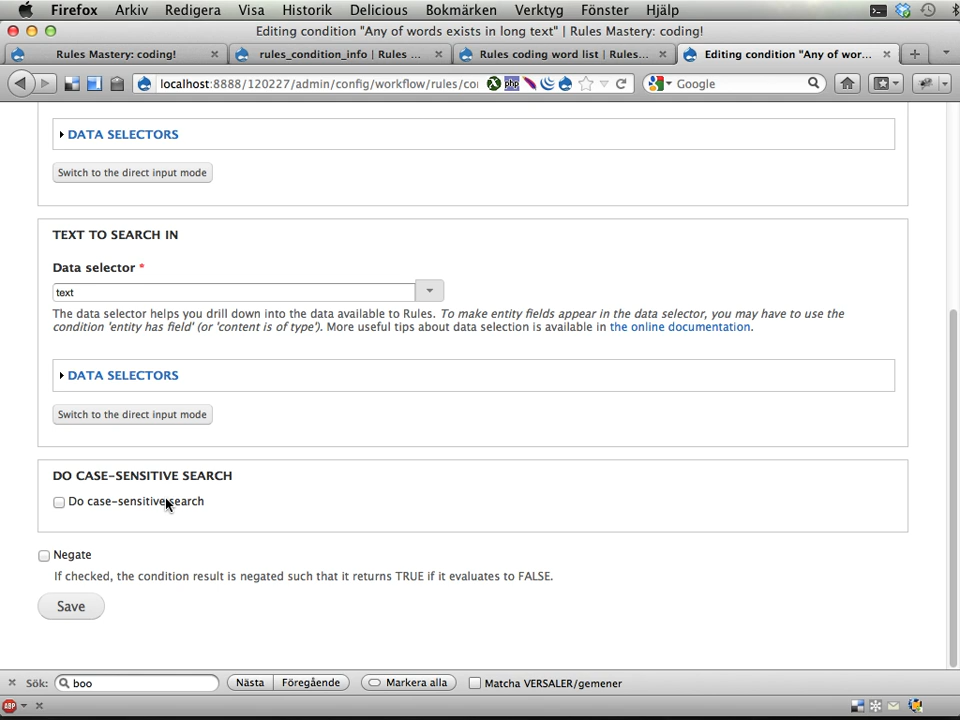 Firefox Arkiv Redigera Visa Historik Delicious Bokmärken Verktyg Fönster Hjälp
Editing condition "Any of words exists in long text" | Rules Mastery: coding!
Rules Mastery: coding!
rules_condition_info | Rules ...
Rules coding word list | Rules...
Editing condition "Any of wor...
localhost:8888/120227/admin/config/workflow/rules/co
php
Google
DATA SELECTORS
Switch to the direct input mode
TEXT TO SEARCH IN
Data selector *
text
The data selector helps you drill down into the data available to Rules. To make entity fields appear in the data selector, you may have to use the
condition 'entity has field' (or 'content is of type'). More useful tips about data selection is available in the online documentation.
DATA SELECTORS
Switch to the direct input mode
DO CASE-SENSITIVE SEARCH
Do case-sensitive search
Negate
If checked, the condition result is negated such that it returns TRUE if it evaluates to FALSE.
Save
Sök: boo Nästa Föregående Markera alla Matcha VERSALER/gemener
ABP